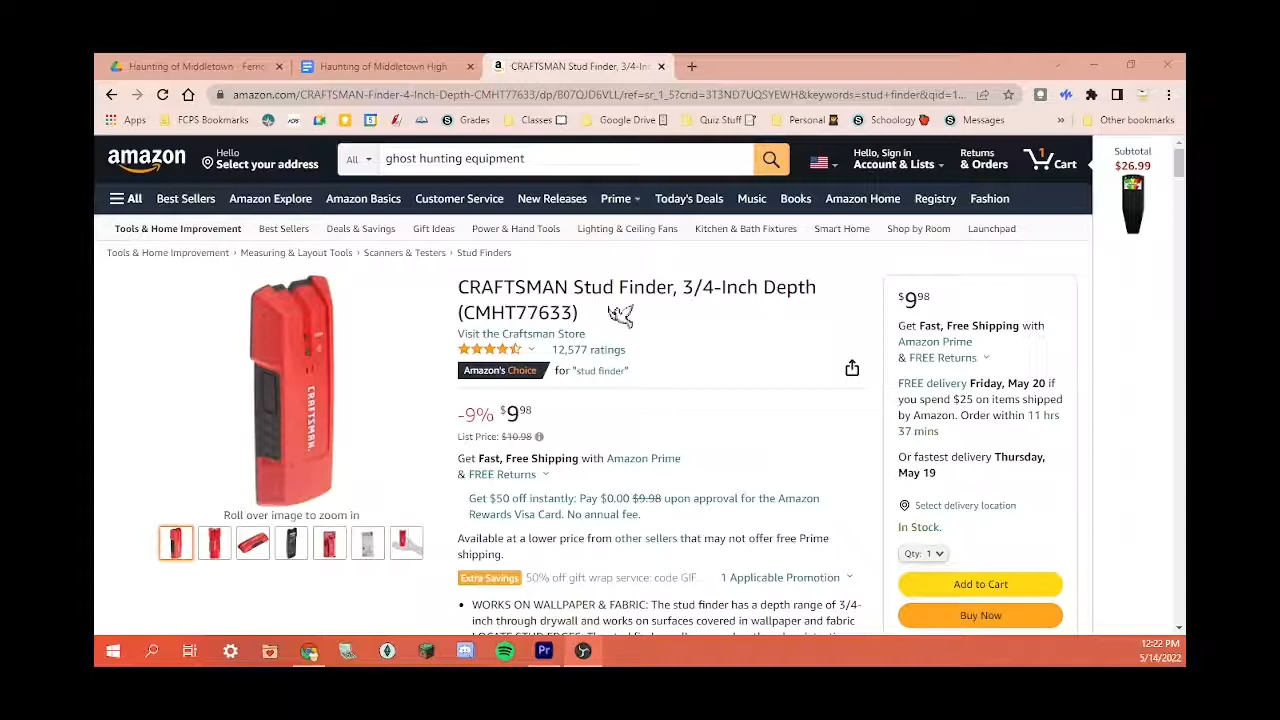 Haunting of Middletown - Fernc
Haunting of Middletown High
CRAFTSMAN Stud Finder, 3/4-In
amazon.com/CRAFTSMAN-Finder-4-Inch-Depth-CMHT77633/dp/B07QJD6VLL/ref=sr_1_5?crid=3T3ND7UQSYEWH&keywords=stud+finder&qid=1...
Apps
FCPS Bookmarks
Grades
Classes
Google Drive
Quiz Stuff
Personal
Schoology
Messages
»
Other bookmarks
amazon
Hello
Select your address
All
ghost hunting equipment
Hello, Sign in
Account & Lists
Returns
& Orders
1
Cart
Subtotal
$26.99
All
Best Sellers
Amazon Explore
Amazon Basics
Customer Service
New Releases
Prime
Today's Deals
Music
Books
Amazon Home
Registry
Fashion
Tools & Home Improvement
Best Sellers
Deals & Savings
Gift Ideas
Power & Hand Tools
Lighting & Ceiling Fans
Kitchen & Bath Fixtures
Smart Home
Shop by Room
Launchpad
Tools & Home Improvement › Measuring & Layout Tools › Scanners & Testers › Stud Finders
CRAFTSMAN
Roll over image to zoom in
CRAFTSMAN Stud Finder, 3/4-Inch Depth
(CMHT77633)
Visit the Craftsman Store
12,577 ratings
Amazon's Choice for "stud finder"
-9% $9.98
List Price: $10.98
Get Fast, Free Shipping with Amazon Prime
& FREE Returns
Get $50 off instantly: Pay $0.00 $9.98 upon approval for the Amazon
Rewards Visa Card. No annual fee.
Available at a lower price from other sellers that may not offer free Prime
shipping.
Extra Savings 50% off gift wrap service: code GIF... 1 Applicable Promotion
• WORKS ON WALLPAPER & FABRIC: The stud finder has a depth range of 3/4-
inch through drywall and works on surfaces covered in wallpaper and fabric
$9.98
Get Fast, Free Shipping with
Amazon Prime
& FREE Returns
FREE delivery Friday, May 20 if
you spend $25 on items shipped
by Amazon. Order within 11 hrs
37 mins
Or fastest delivery Thursday,
May 19
Select delivery location
In Stock.
Qty: 1
Add to Cart
Buy Now
Pr
12:22 PM
5/14/2022